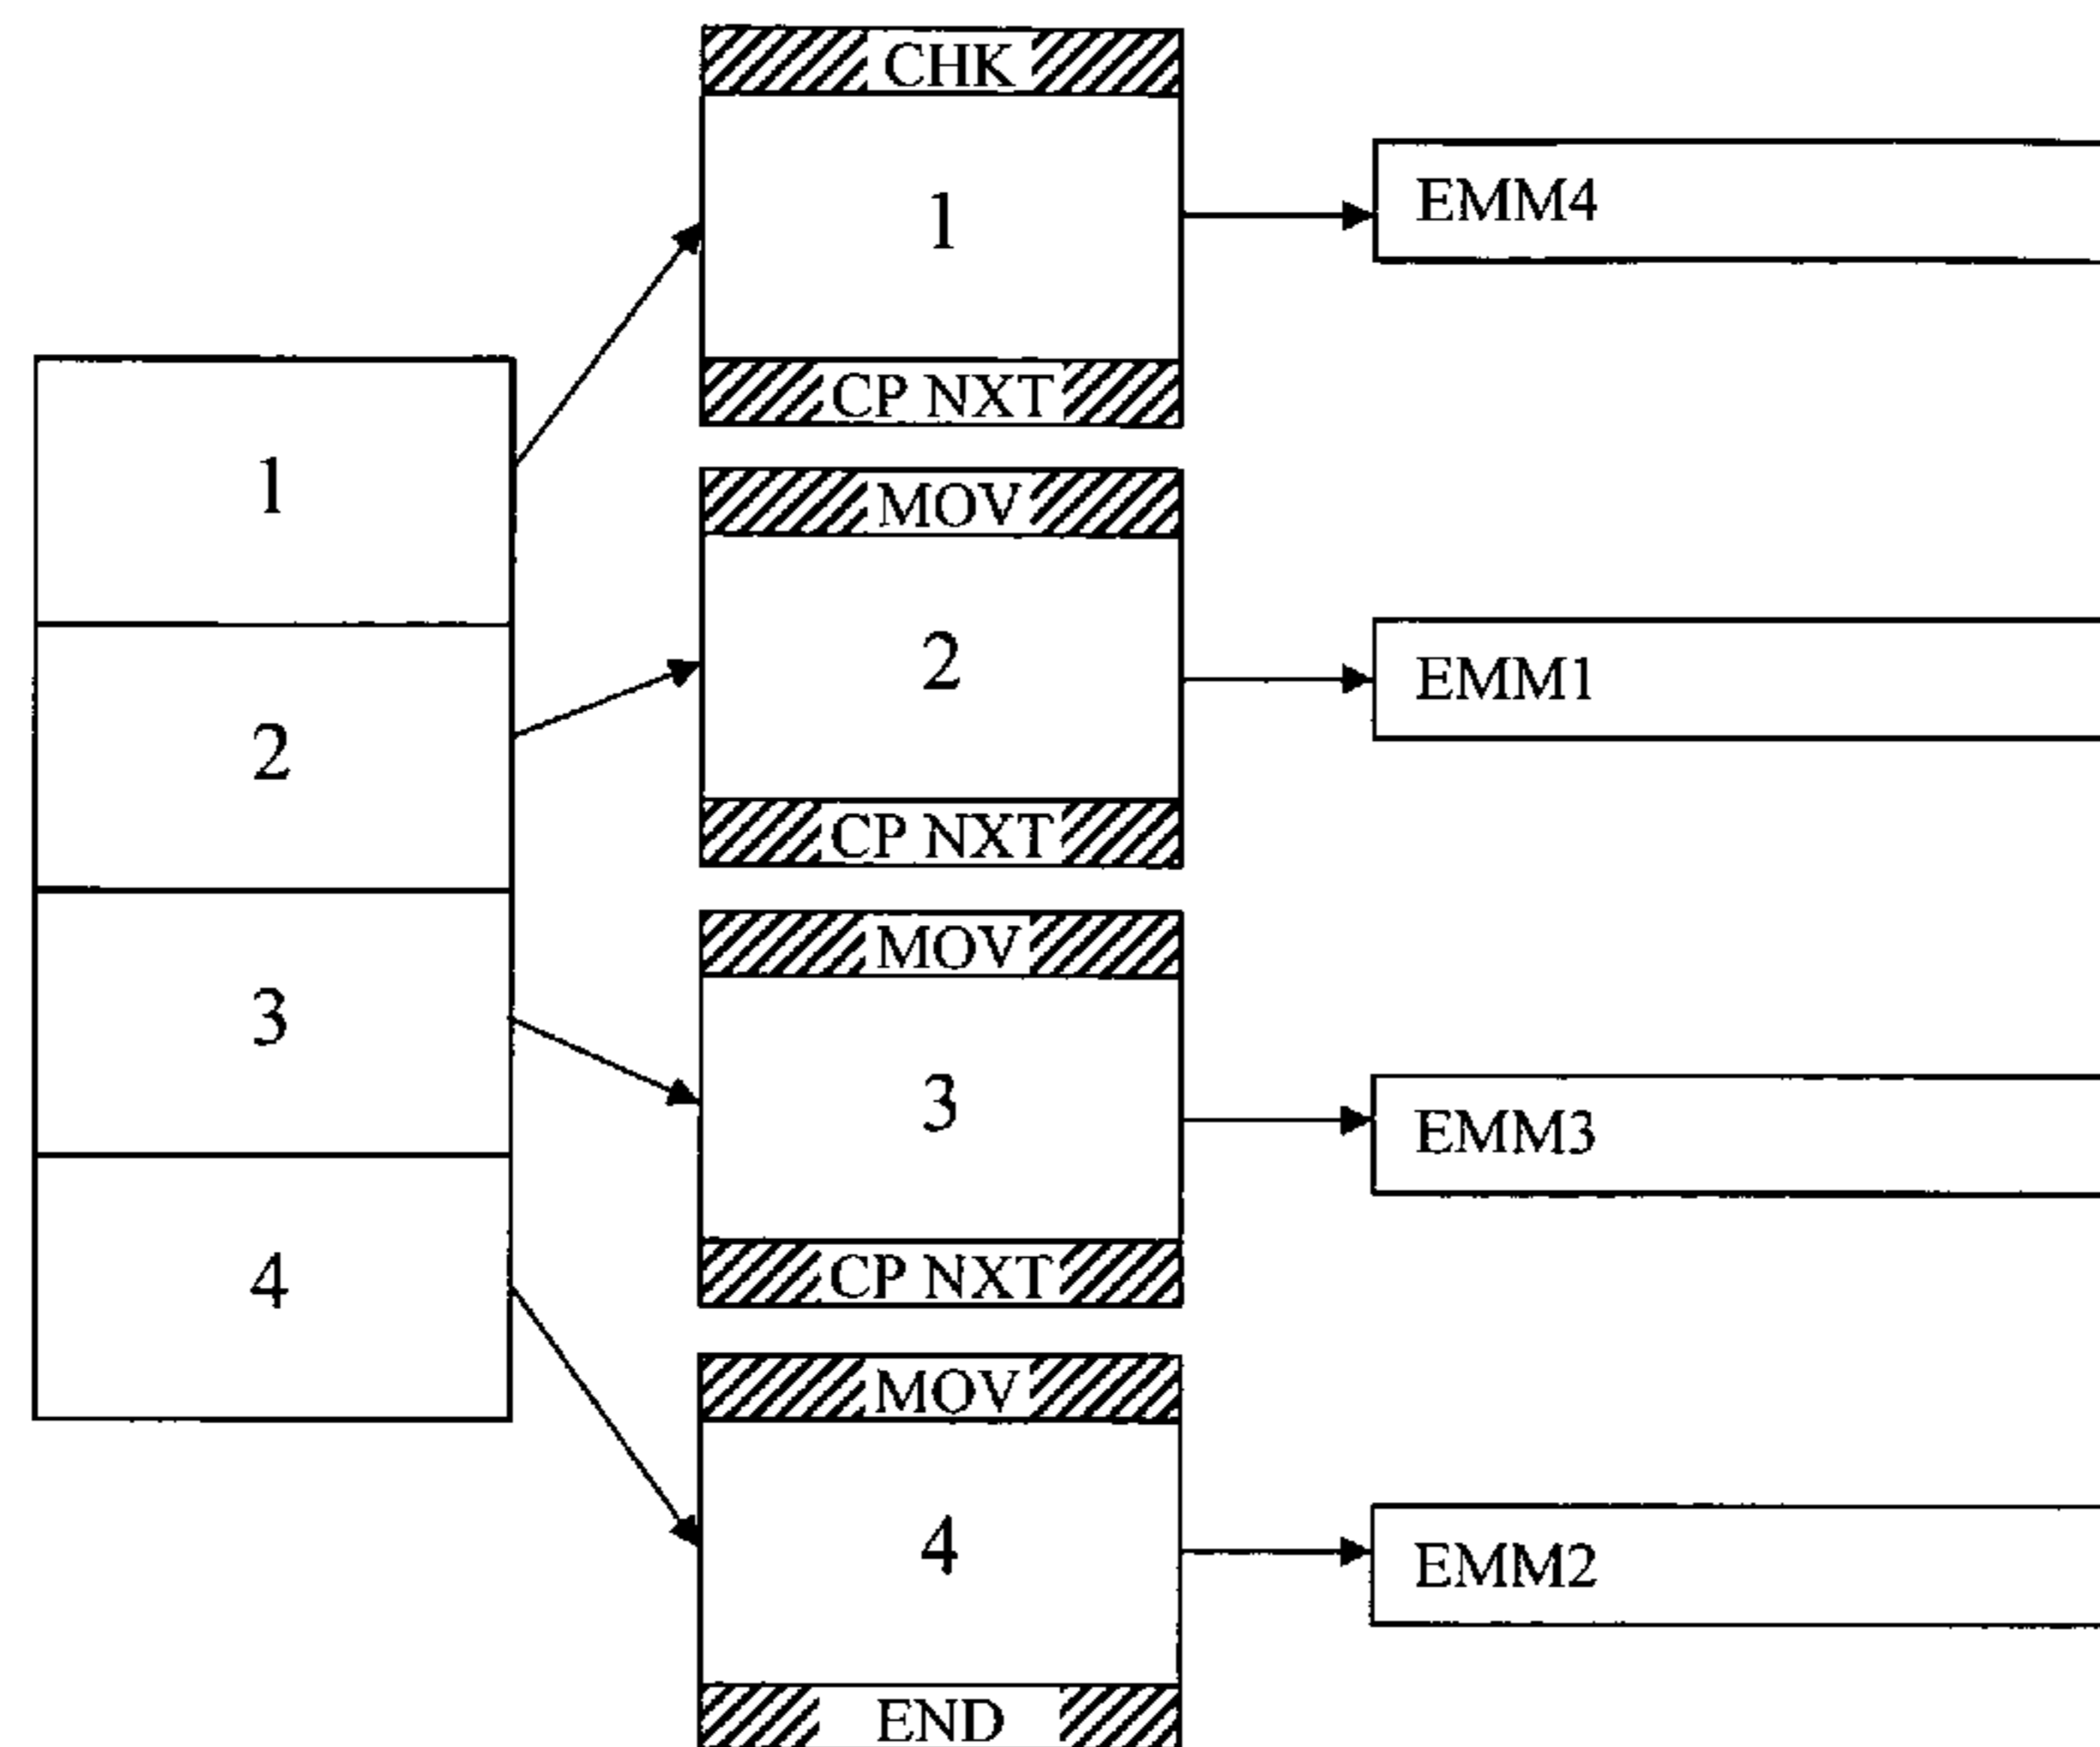 1
2
3
4
CHK
1
CP NXT
MOV
2
CP NXT
MOV
3
CP NXT
MOV
4
END
EMM4
EMM1
EMM3
EMM2